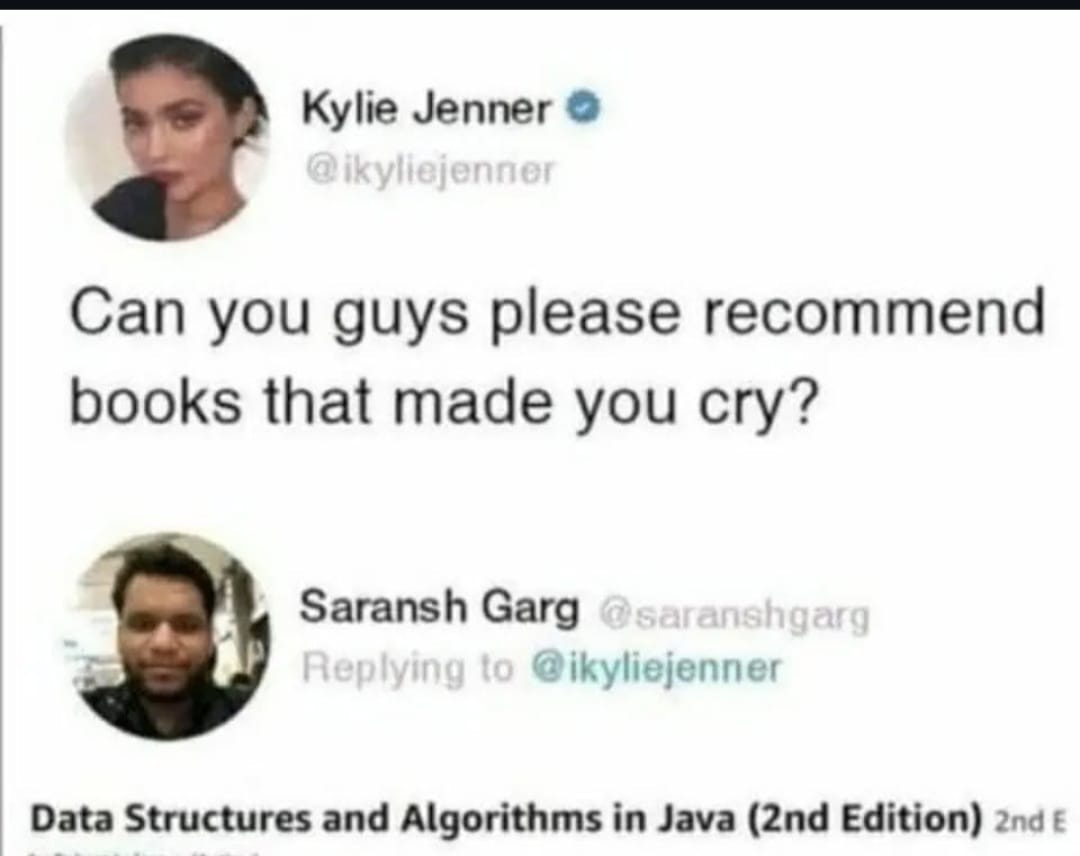 Kylie Jenner
@ikyliejenner
Can you guys please recommend
books that made you cry?
Saransh Garg @saranshgarg
Replying to @ikyliejenner
Data Structures and Algorithms in Java (2nd Edition) 2nd E